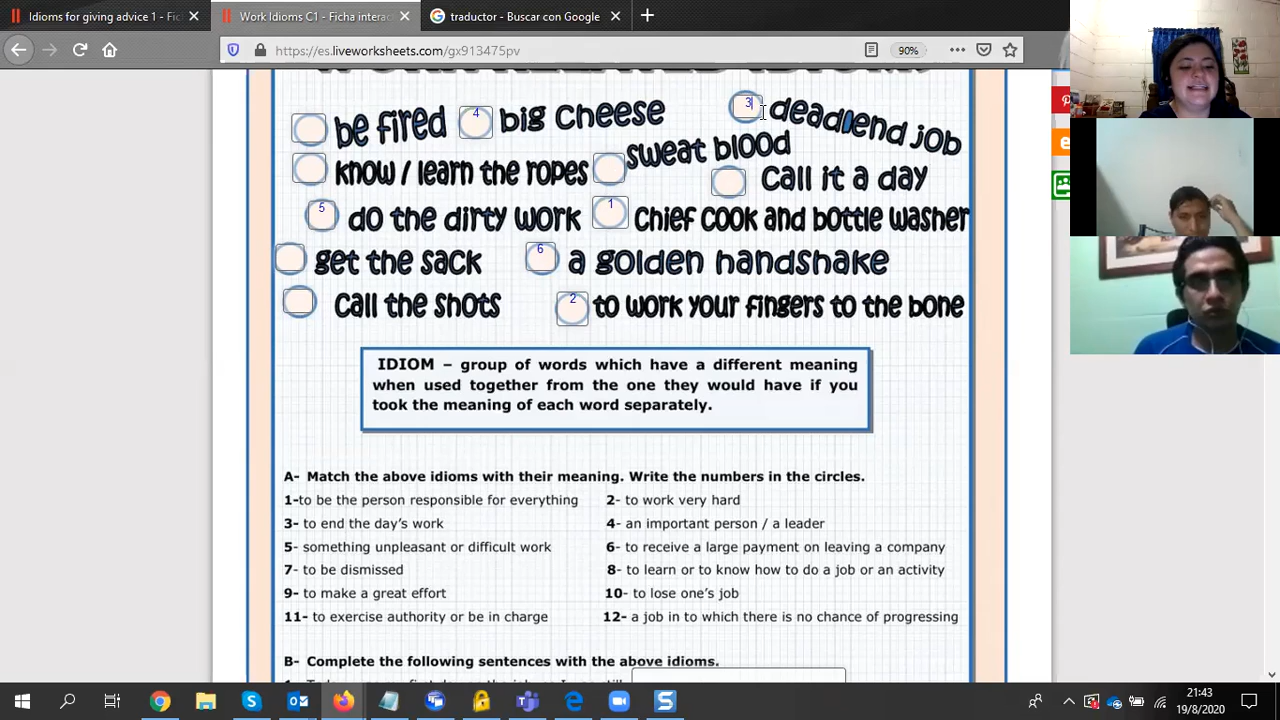 Idioms for giving advice 1 - Fic
Work Idioms C1 - Ficha interac
traductor - Buscar con Google
https://es.liveworksheets.com/gx913475pv
90%
be fired
4 big cheese
3 deadlend job
know / learn the ropes
sweat blood
Call it a day
5 do the dirty work
1 Chief cook and bottle washer
get the sack
6 a golden handshake
Call the shots
2 to work your fingers to the bone
IDIOM – group of words which have a different meaning
when used together from the one they would have if you
took the meaning of each word separately.
A- Match the above idioms with their meaning. Write the numbers in the circles.
1-to be the person responsible for everything
2- to work very hard
3- to end the day's work
4- an important person / a leader
5- something unpleasant or difficult work
6- to receive a large payment on leaving a company
7- to be dismissed
8- to learn or to know how to do a job or an activity
9- to make a great effort
10- to lose one's job
11- to exercise authority or be in charge
12- a job in to which there is no chance of progressing
B- Complete the following sentences with the above idioms.
21:43
19/8/2020